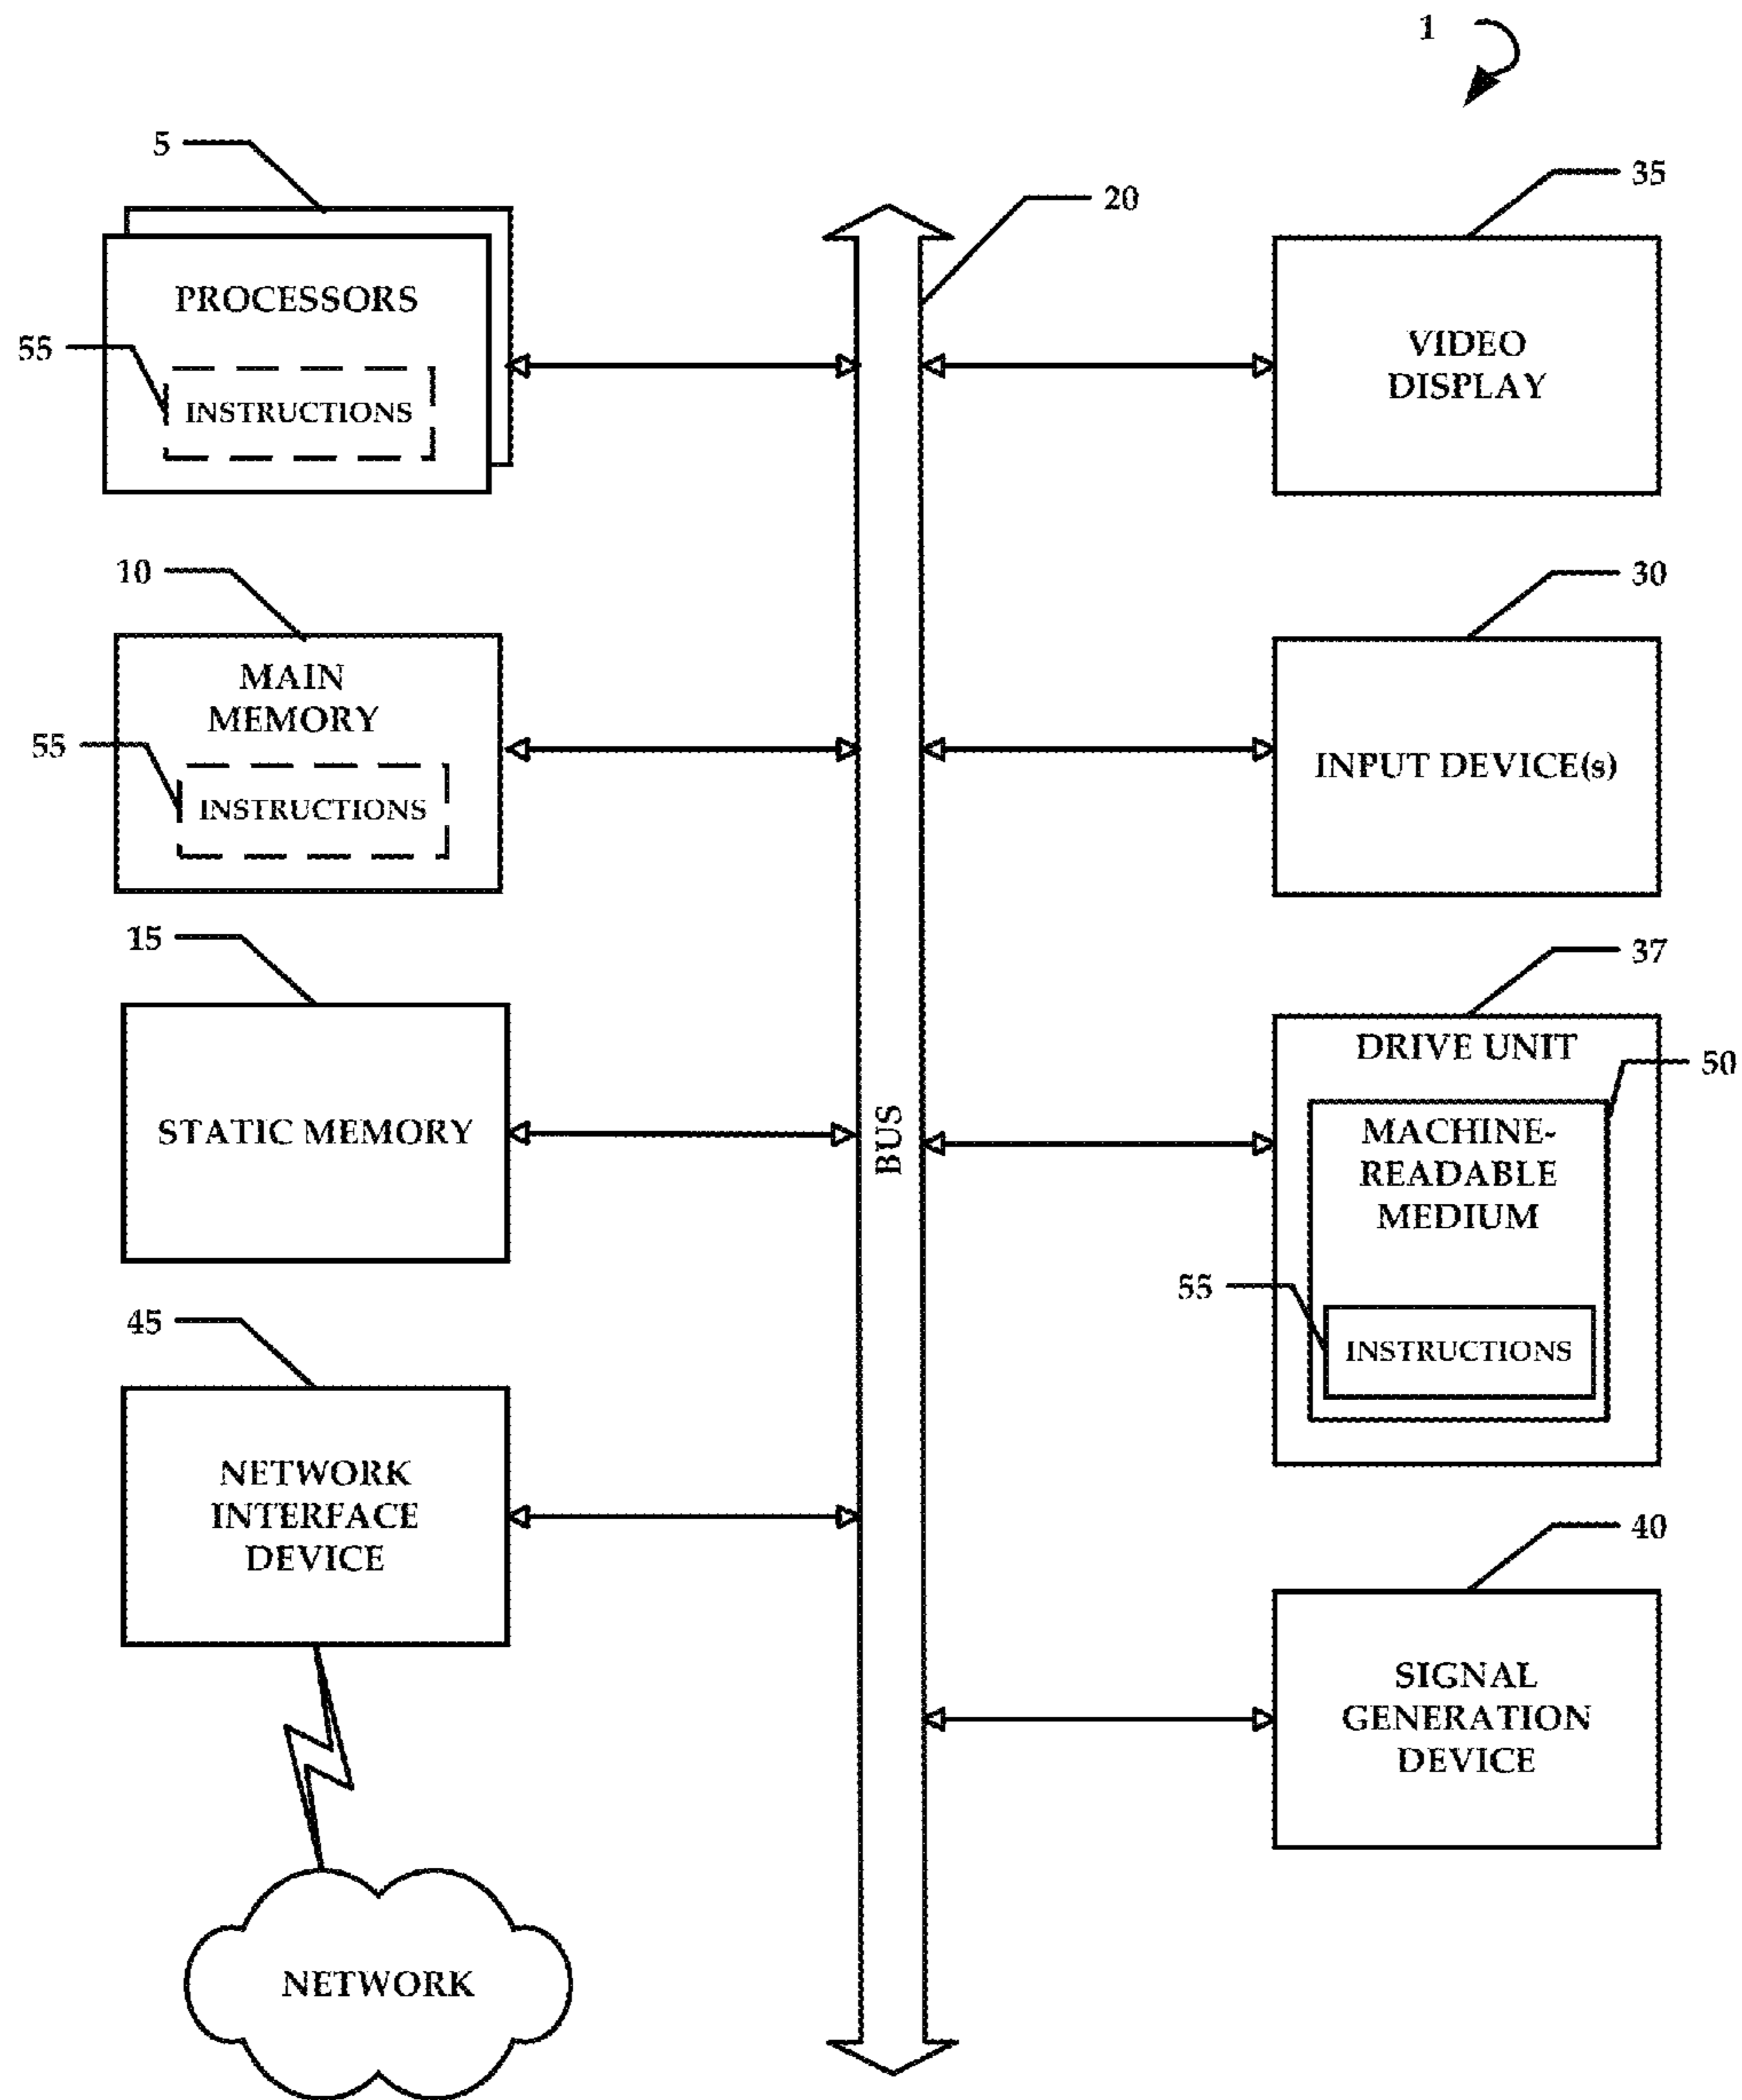 1
5
PROCESSORS
55
INSTRUCTIONS
10
MAIN
MEMORY
55
INSTRUCTIONS
15
STATIC MEMORY
45
NETWORK
INTERFACE
DEVICE
NETWORK
20
BUS
35
VIDEO
DISPLAY
30
INPUT DEVICE(s)
37
DRIVE UNIT
50
MACHINE-
READABLE
MEDIUM
55
INSTRUCTIONS
40
SIGNAL
GENERATION
DEVICE